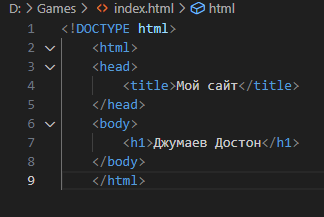 D: > Games > index.html > html
1 <!DOCTYPE html>
2 <html>
3 <head>
4 <title>Мой сайт</title>
5 </head>
6 <body>
7 <h1>Джумаев Достон</h1>
8 </body>
9 </html>